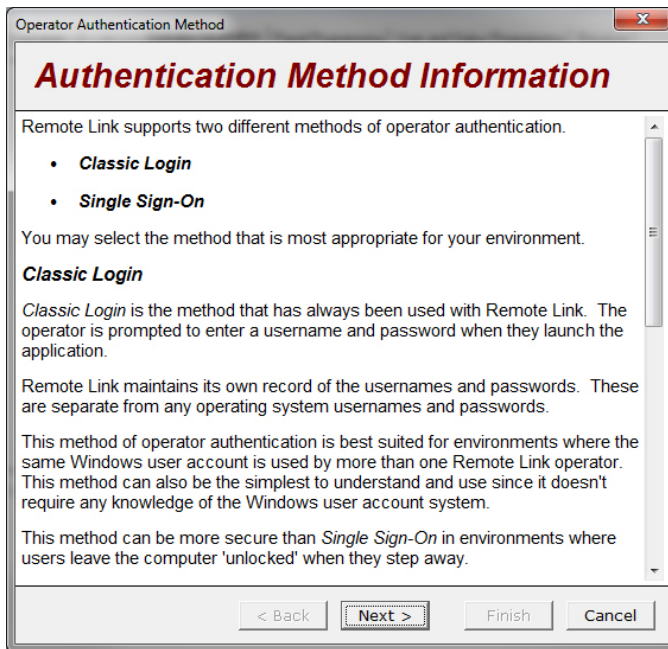 Operator Authentication Method
Authentication Method Information
Remote Link supports two different methods of operator authentication.
• Classic Login
• Single Sign-On
You may select the method that is most appropriate for your environment.
Classic Login
Classic Login is the method that has always been used with Remote Link.  The
operator is prompted to enter a username and password when they launch the
application.
Remote Link maintains its own record of the usernames and passwords.  These
are separate from any operating system usernames and passwords.
This method of operator authentication is best suited for environments where the
same Windows user account is used by more than one Remote Link operator.
This method can also be the simplest to understand and use since it doesn't
require any knowledge of the Windows user account system.
This method can be more secure than Single Sign-On in environments where
users leave the computer 'unlocked' when they step away.
< Back Next > Finish Cancel